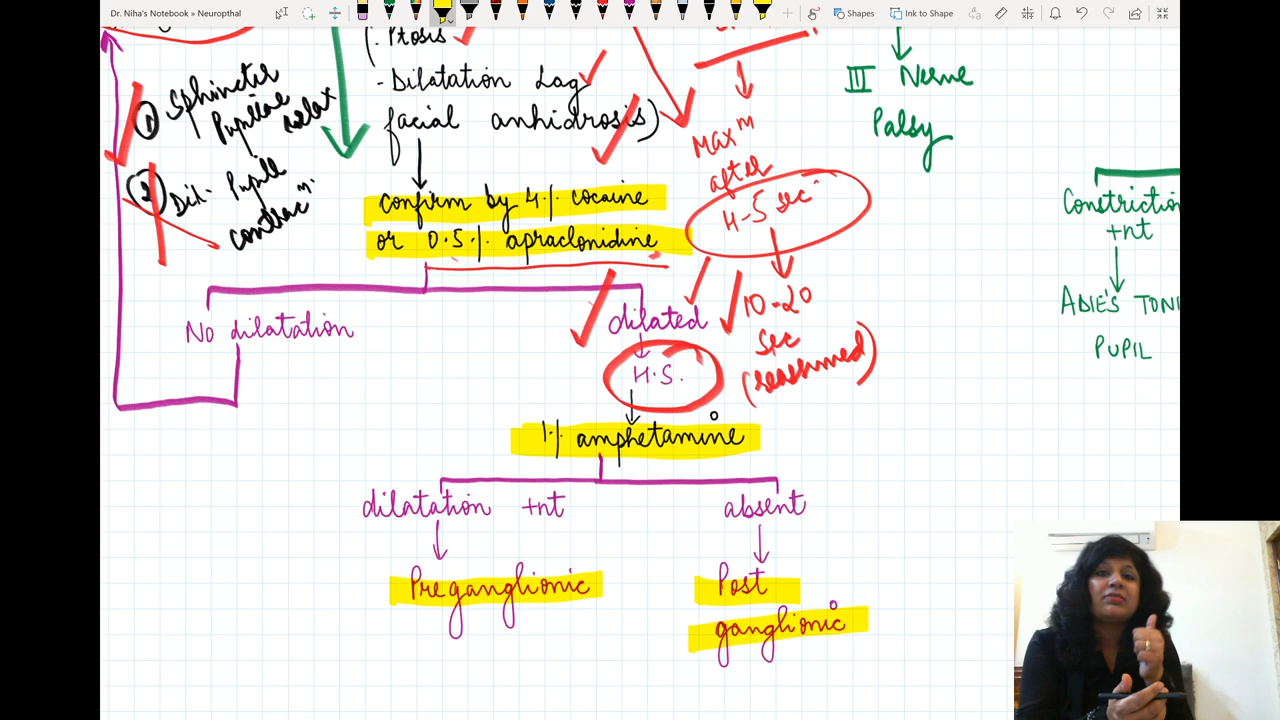 Dr. Niha's Notebook » Neuropthal
Shapes
Ink to Shape
Ptosis
- Dilatation Lag
facial anhidrosis)
① Sphincter
Pupillae
relax
② Dil. Pupill
contrac m.
confirm by 4% cocaine
or 0.5% apraclonidine
Max m
after
4-5 sec
10-20
sec
(reassumed)
III Nerve
Palsy
Constriction
+nt
ADIE'S TONI
PUPIL
No dilatation
dilated
H.S.
1% amphetamine
dilatation +nt
absent
Preganglionic
Post
ganglionic